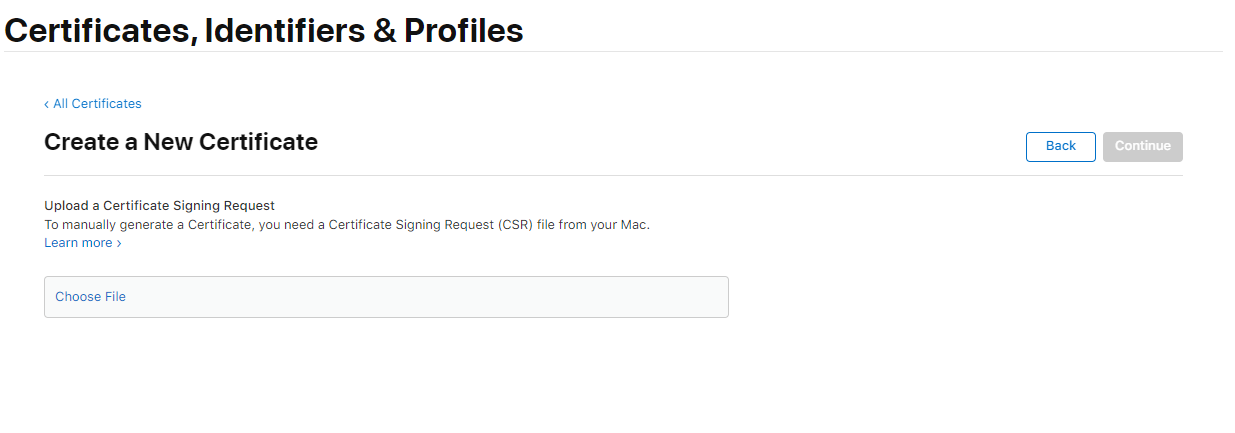 Certificates, Identifiers & Profiles
‹ All Certificates
Create a New Certificate
Back
Continue
Upload a Certificate Signing Request
To manually generate a Certificate, you need a Certificate Signing Request (CSR) file from your Mac.
Learn more ›
Choose File